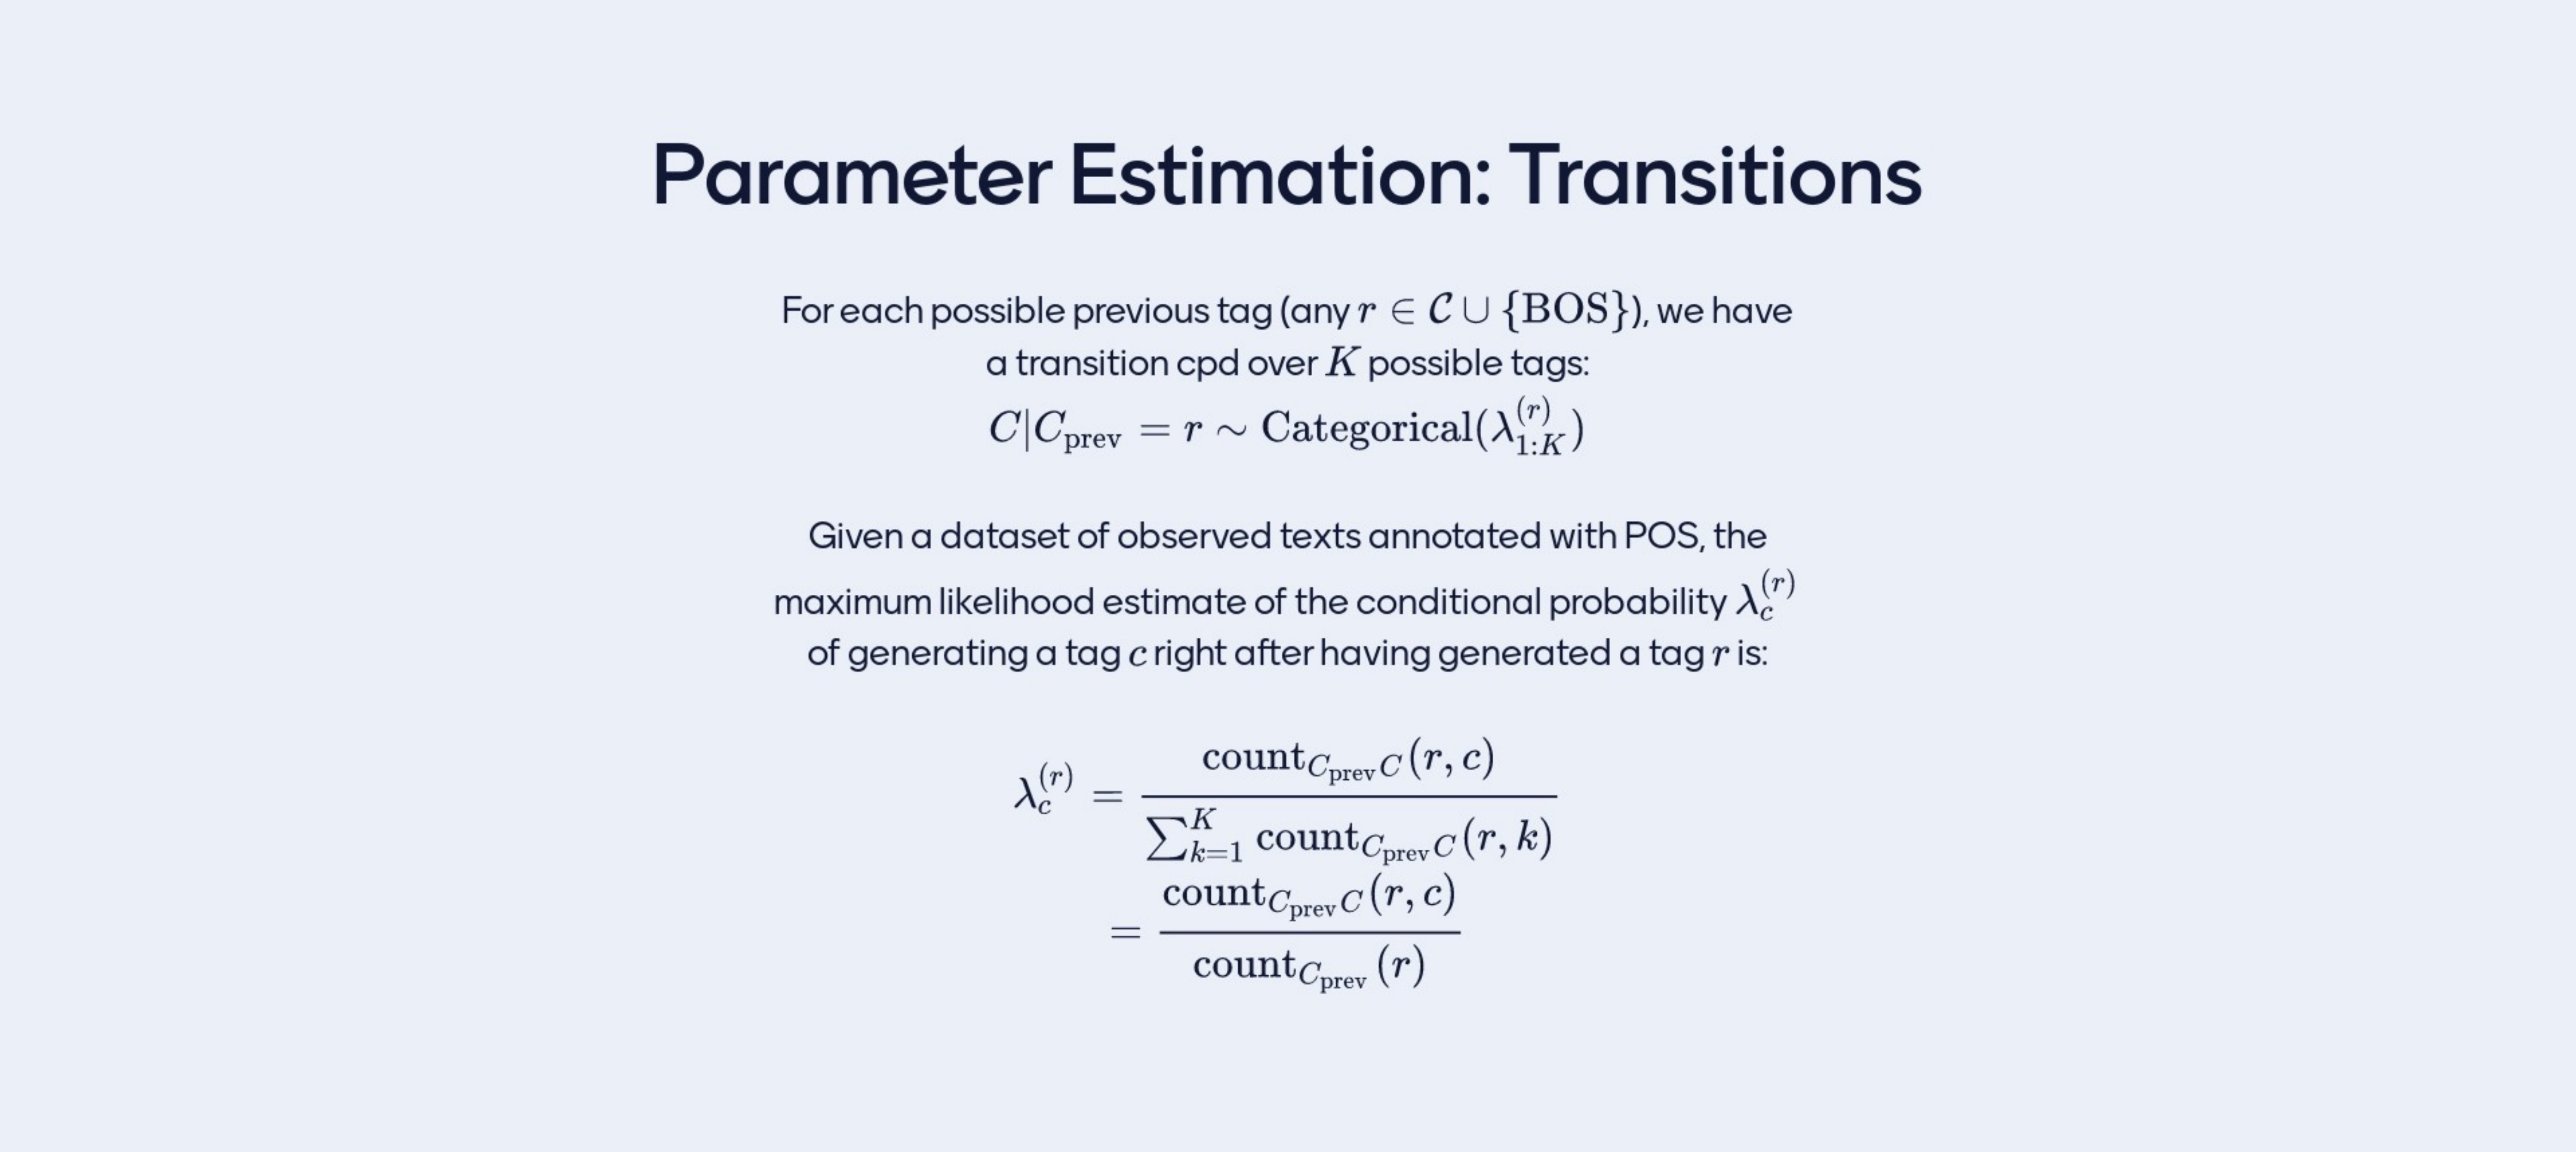 Parameter Estimation: Transitions
For each possible previous tag (any $r \in \mathcal{C} \cup \{\text{BOS}\}$), we have
a transition cpd over $K$ possible tags:
$C|C_{\text{prev}} = r \sim \text{Categorical}(\lambda_{1:K}^{(r)})$
Given a dataset of observed texts annotated with POS, the
maximum likelihood estimate of the conditional probability $\lambda_c^{(r)}$
of generating a tag $c$ right after having generated a tag $r$ is:
$\lambda_c^{(r)} = \frac{\text{count}_{C_{\text{prev}}C}(r, c)}{\sum_{k=1}^{K} \text{count}_{C_{\text{prev}}C}(r, k)}$
$= \frac{\text{count}_{C_{\text{prev}}C}(r, c)}{\text{count}_{C_{\text{prev}}}(r)}$